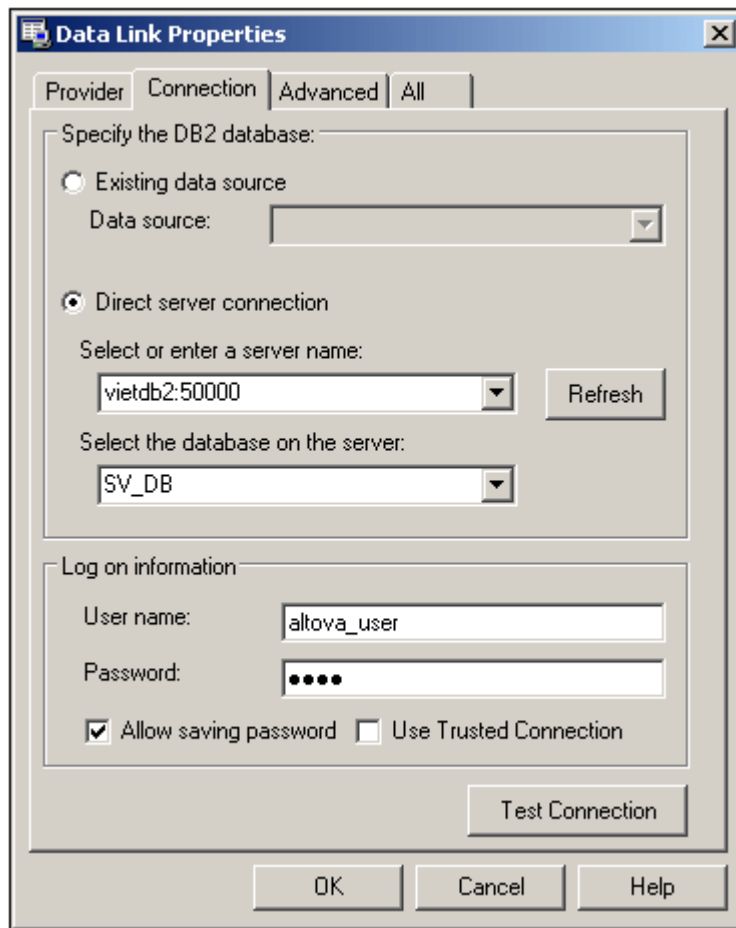 Data Link Properties
Provider Connection Advanced All
Specify the DB2 database:
Existing data source
Data source:
Direct server connection
Select or enter a server name:
vietdb2:50000 Refresh
Select the database on the server:
SV_DB
Log on information
User name: altova_user
Password: ●●●●
Allow saving password Use Trusted Connection
Test Connection
OK Cancel Help